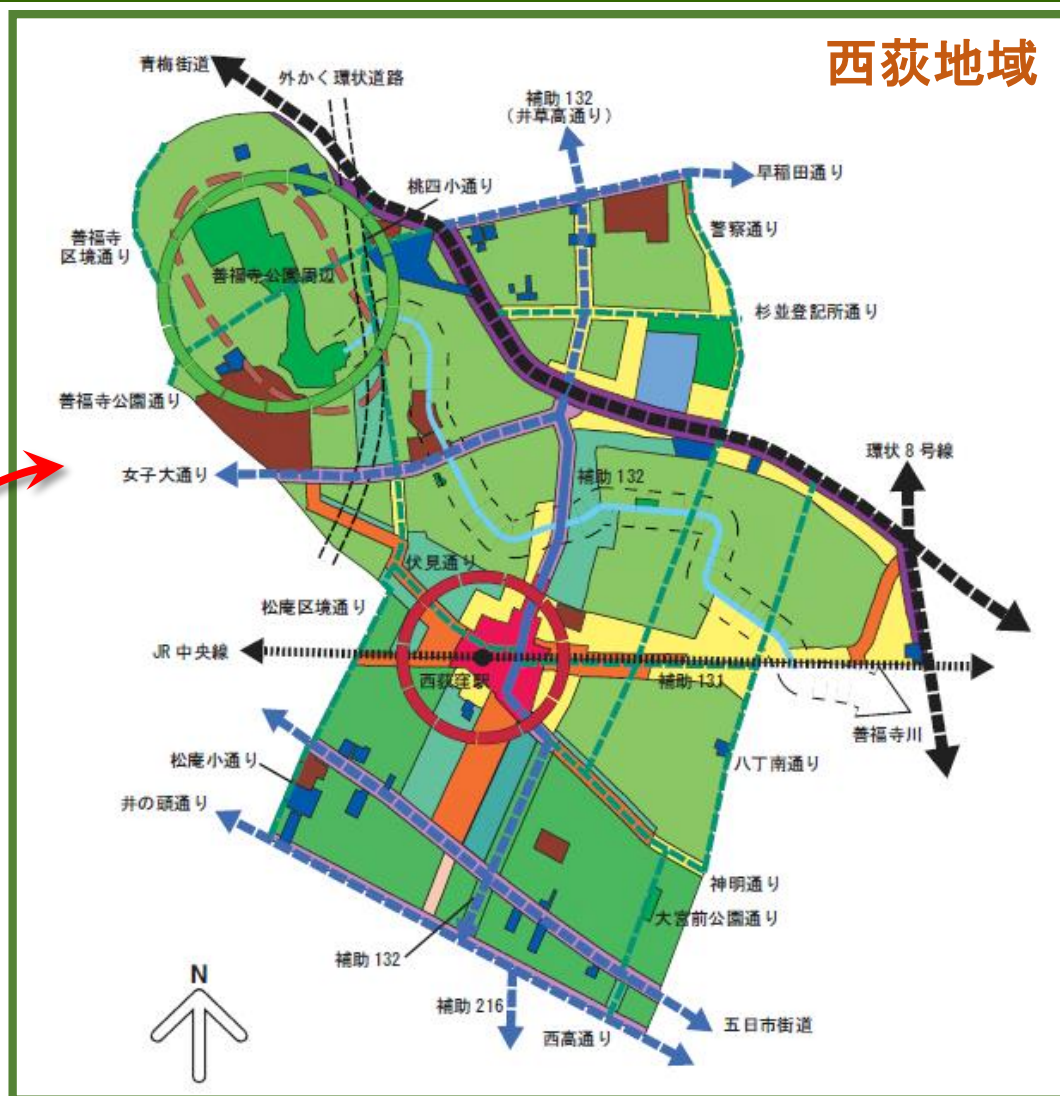 西荻地域
青梅街道
外かく環状道路
補助132
(井草高通り)
早稲田通り
桃四小通り
警察通り
善福寺
区境通り
善福寺公園周辺
杉並登記所通り
善福寺公園通り
環状8号線
女子大通り
補助132
伏見通り
松庵区境通り
JR中央線
西荻窪駅
補助131
善福寺川
松庵小通り
八丁南通り
井の頭通り
神明通り
大宮前公園通り
補助132
N
補助216
五日市街道
西高通り